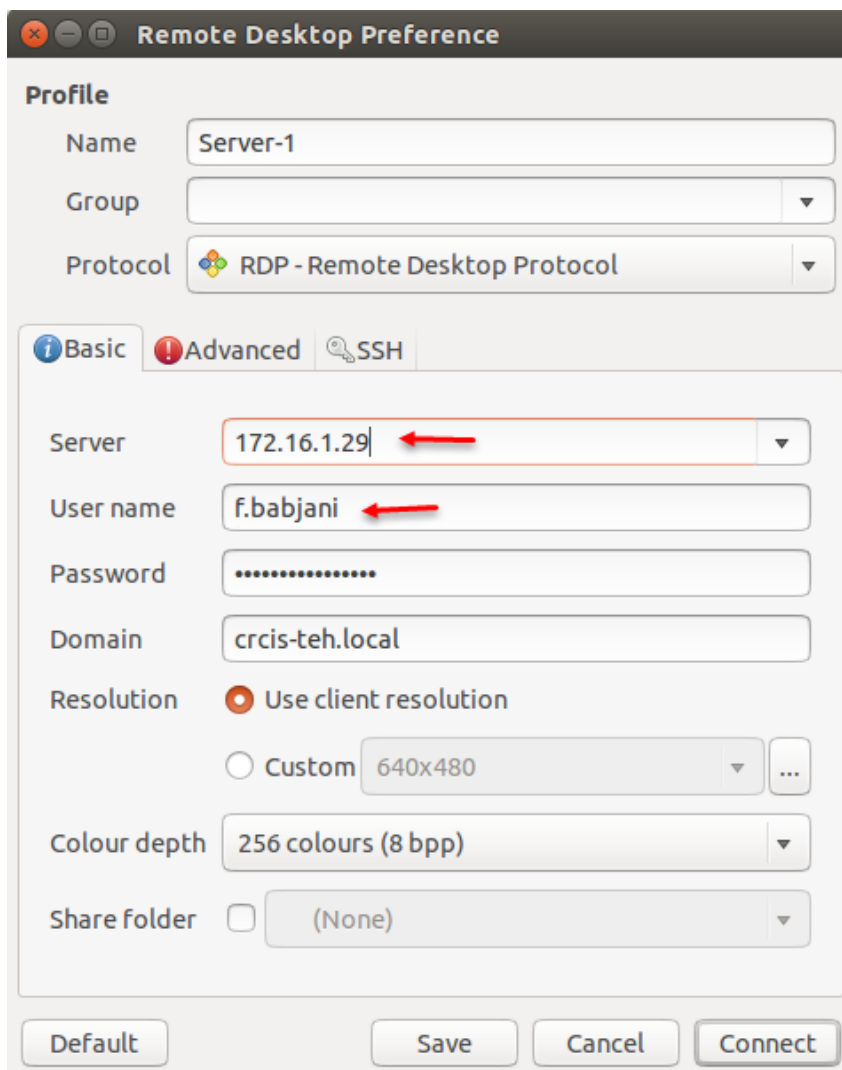 Remote Desktop Preference
Profile
Name Server-1
Group
Protocol RDP - Remote Desktop Protocol
Basic Advanced SSH
Server 172.16.1.29
User name f.babjani
Password ••••••••••••••••
Domain crcis-teh.local
Resolution Use client resolution
Custom 640x480 ...
Colour depth 256 colours (8 bpp)
Share folder (None)
Default Save Cancel Connect